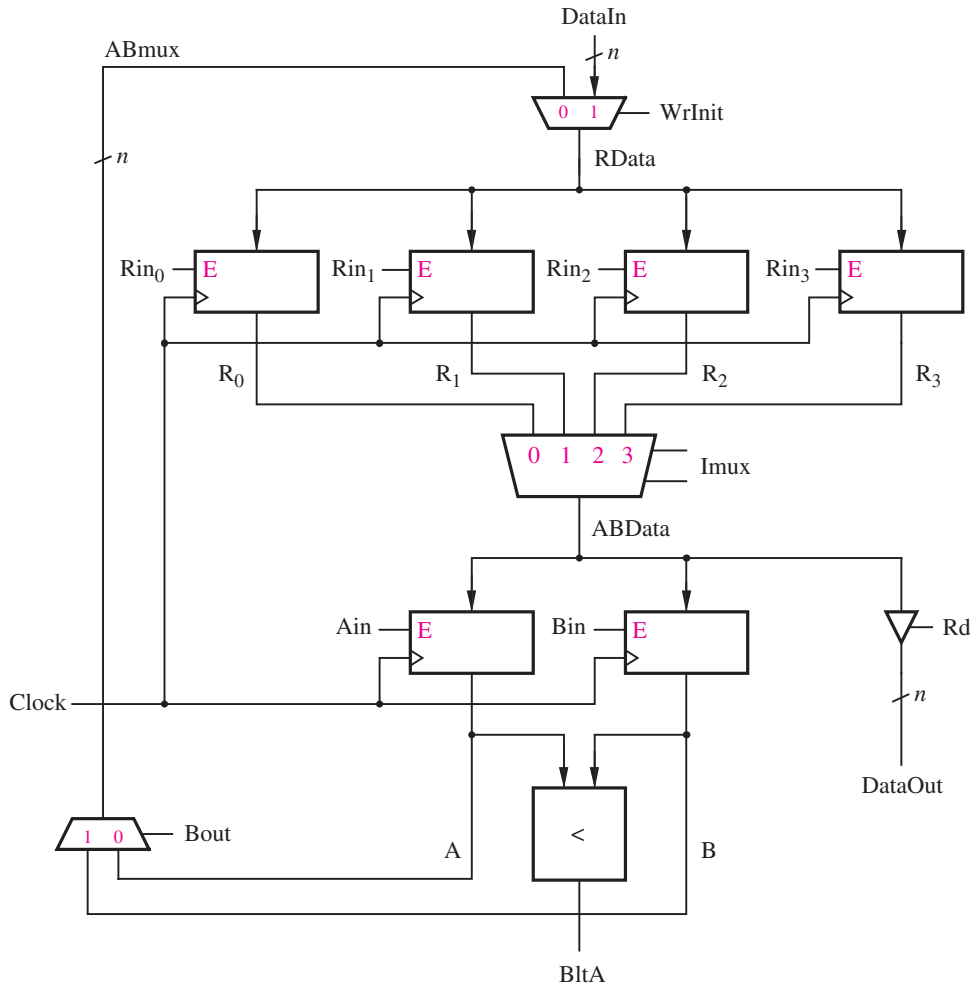 DataIn
ABmux
n
0 1
WrInit
n
RData
Rin0 E
Rin1 E
Rin2 E
Rin3 E
R0
R1
R2
R3
0 1 2 3
Imux
ABData
Ain E
Bin E
Rd
Clock
n
DataOut
1 0
Bout
A
<
B
BltA